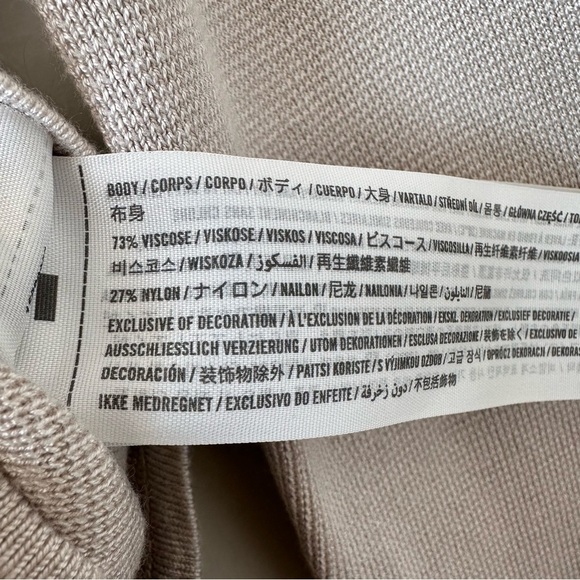 BODY / CORPS / CORPO / ボディ / CUERPO / 大身 / VARTALO / STŘEDNÍ DÍL / 몸통 / GŁÓWNA CZĘŚĆ /
布身
73% VISCOSE / VISKOSE / VISKOS / VISCOSA / ビスコース / VISCOSILLA / 再生纤维素纤维 / VISKOOSIA
비스코스 / WISKOZA / الفسكوز / 再生纖維素纖維
27% NYLON / ナイロン / NAILON / 尼龙 / NAILONIA / 나일론 / النايلون / 尼蘭
EXCLUSIVE OF DECORATION / À L'EXCLUSION DE LA DÉCORATION / EKSKL. DEKORATION / EXCLUSIEF DECORATIE /
AUSSCHLIESSLICH VERZIERUNG / UTOM DEKORATIONEN / ESCLUSA DECORAZIONE / 装飾を除く / EXCLUSIVO DE
DECORACIÓN / 装饰物除外 / PAITSI KORISTE / S VÝJIMKOU OZDOB / 고급 장식 / OPRÓCZ DEKORACJI / DEKORASJON
IKKE MEDREGNET / EXCLUSIVO DO ENFEITE / دون زخرفة / 不包括飾物